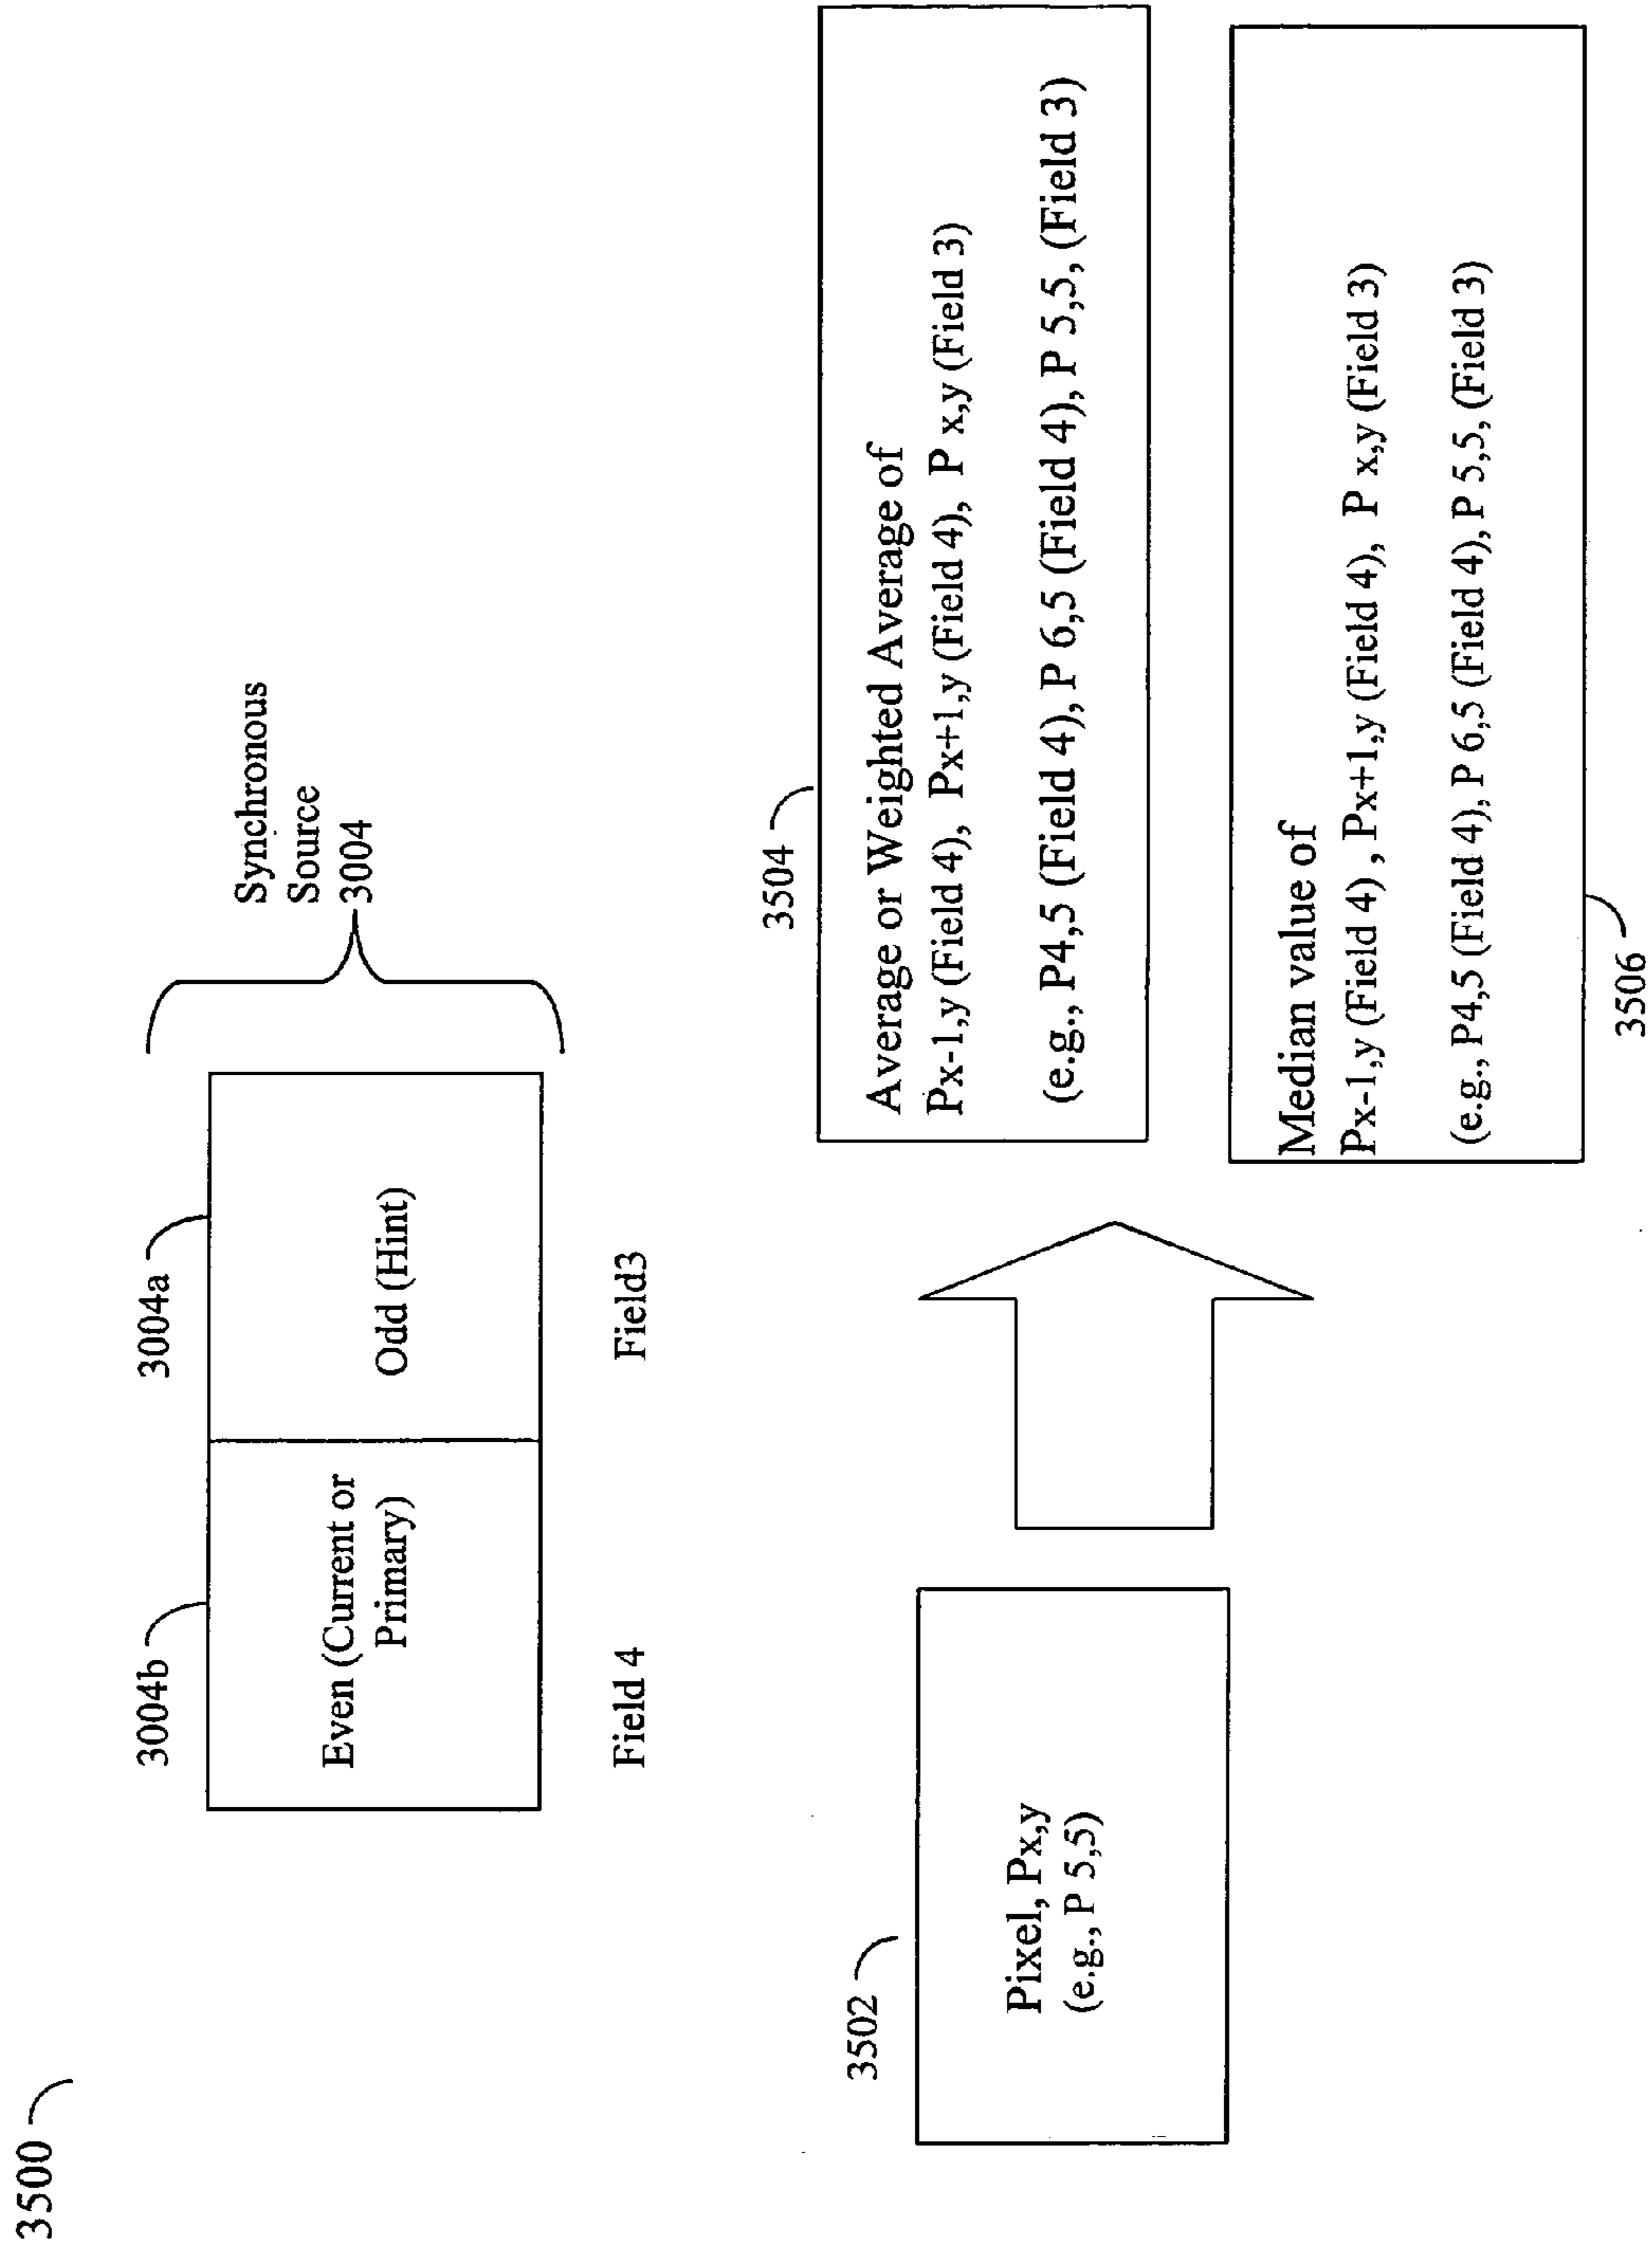 3500
3004b
3004a
Even (Current or
Primary)
Odd (Hint)
Synchronous
Source
3004
Field 4
Field3
3502
Pixel, Px,y
(e.g., P 5,5)
3504
Average or Weighted Average of
Px-1,y (Field 4), Px+1,y (Field 4), P x,y (Field 3)
(e.g., P4,5 (Field 4), P 6,5 (Field 4), P 5,5, (Field 3)
Median value of
Px-1,y (Field 4) , Px+1,y (Field 4), P x,y (Field 3)
(e.g., P4,5 (Field 4), P 6,5 (Field 4), P 5,5, (Field 3)
3506